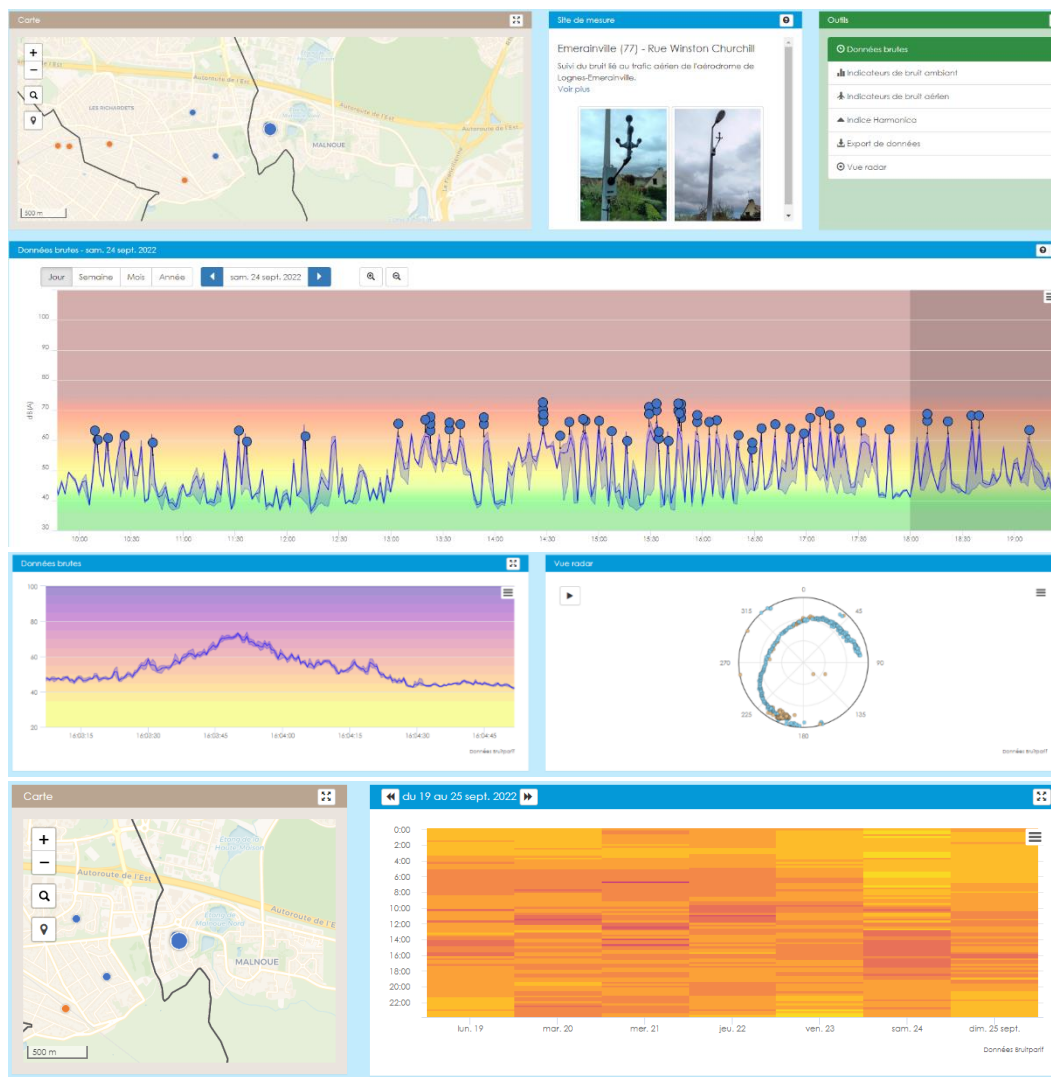 Carte
+
−
Autoroute de l'Est
Autoroute de l'Est
Autoroute de l'Est
LES RICHARDETS
MALNOUE
500 m
Site de mesure
Emerainville (77) - Rue Winston Churchill
Suivi du bruit lié au trafic aérien de l'aérodrome de
Lognes-Emerainville.
Voir plus
Outils
Données brutes
Indicateurs de bruit ambiant
Indicateurs de bruit aérien
Indice Harmonica
Export de données
Vue radar
Données brutes - sam. 24 sept. 2022
Jour Semaine Mois Année sam. 24 sept. 2022
dB(A)
100
90
80
70
60
50
40
30
10:00 10:30 11:00 11:30 12:00 12:30 13:00 13:30 14:00 14:30 15:00 15:30 16:00 16:30 17:00 17:30 18:00 18:30 19:00
Données brutes
100
80
60
40
20
16:03:15 16:03:30 16:03:45 16:04:00 16:04:15 16:04:30 16:04:45
Données Bruitparif
Vue radar
0
45
90
135
180
225
270
315
Données Bruitparif
Carte
+
−
Autoroute de l'Est
Autoroute de l'E
MALNOUE
500 m
du 19 au 25 sept. 2022
0:00
2:00
4:00
6:00
8:00
10:00
12:00
14:00
16:00
18:00
20:00
22:00
lun. 19 mar. 20 mer. 21 jeu. 22 ven. 23 sam. 24 dim. 25 sept.
Données Bruitparif